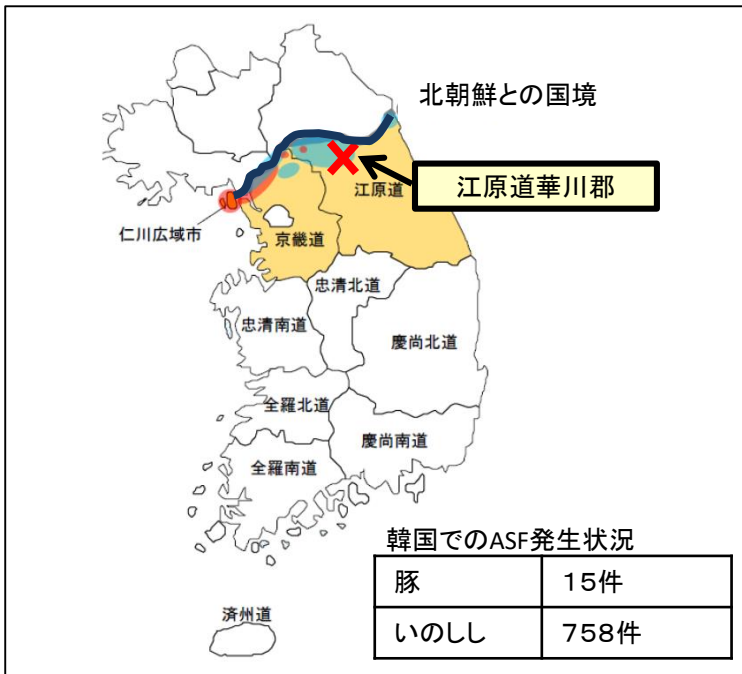 北朝鮮との国境
江原道華川郡
江原道
仁川広域市
京畿道
忠清北道
忠清南道
慶尚北道
全羅北道
慶尚南道
全羅南道
済州道
韓国でのASF発生状況
豚 15件
いのしし 758件